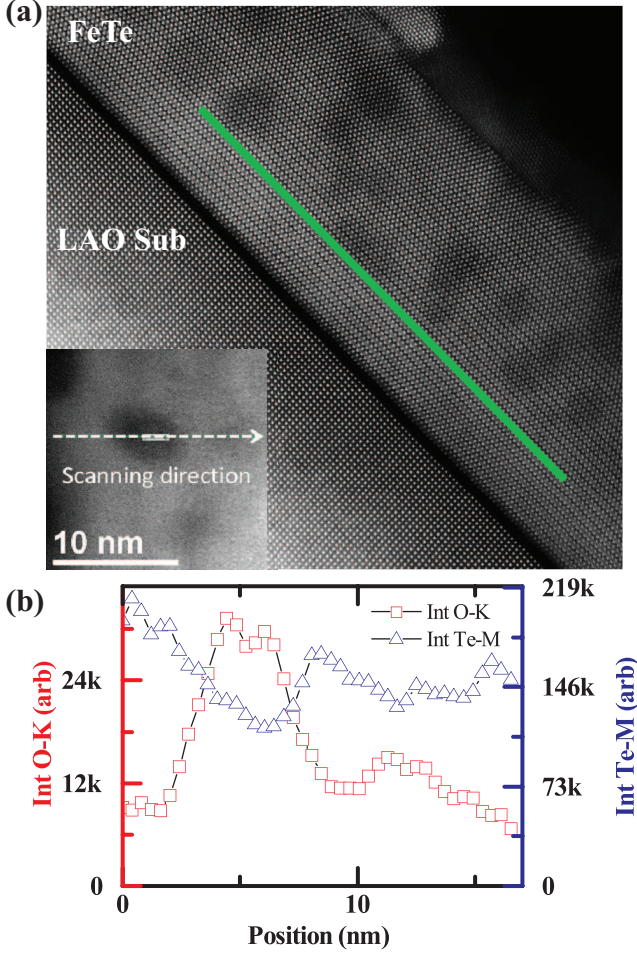 (a)
FeTe
LAO Sub
Scanning direction
10 nm
(b)
219k
Int O-K
Int Te-M
24k
146k
12k
73k
0
0
0
10
Int O-K (arb)
Int Te-M (arb)
Position (nm)